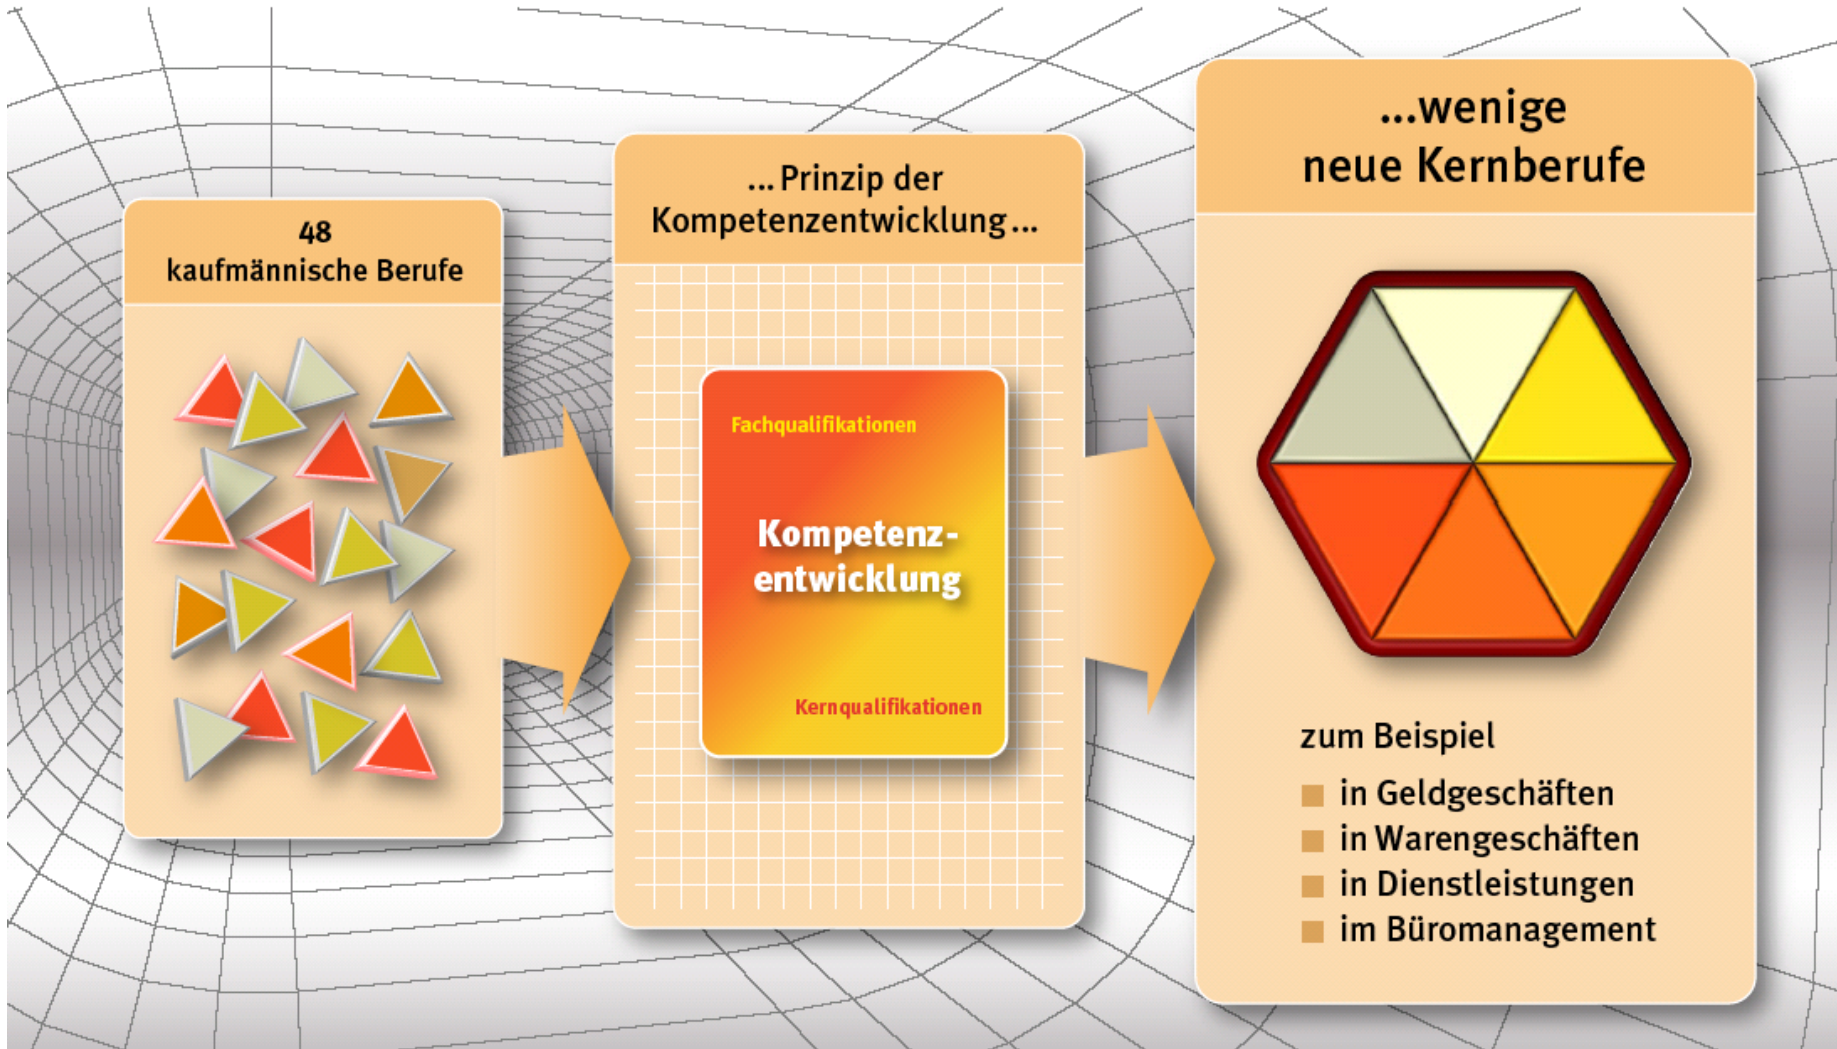 48
kaufmännische Berufe
...Prinzip der
Kompetenzentwicklung...
Fachqualifikationen
Kompetenz-
entwicklung
Kernqualifikationen
...wenige
neue Kernberufe
zum Beispiel
in Geldgeschäften
in Warengeschäften
in Dienstleistungen
im Büromanagement